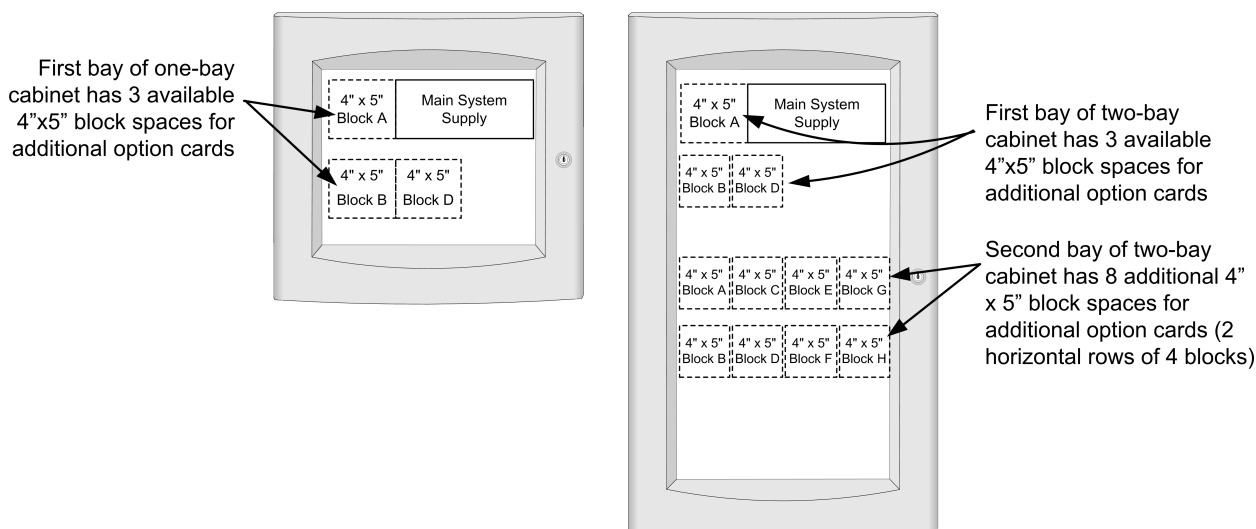 First bay of one-bay
cabinet has 3 available
4”x5” block spaces for
additional option cards
4" x 5"
Block A
Main System
Supply
4" x 5"
Block B
4" x 5"
Block D
4" x 5"
Block A
Main System
Supply
4" x 5"
Block B
4" x 5"
Block D
4" x 5"
Block A
4" x 5"
Block C
4" x 5"
Block E
4" x 5"
Block G
4" x 5"
Block B
4" x 5"
Block D
4" x 5"
Block F
4" x 5"
Block H
First bay of two-bay
cabinet has 3 available
4”x5” block spaces for
additional option cards
Second bay of two-bay
cabinet has 8 additional 4”
x 5” block spaces for
additional option cards (2
horizontal rows of 4 blocks)